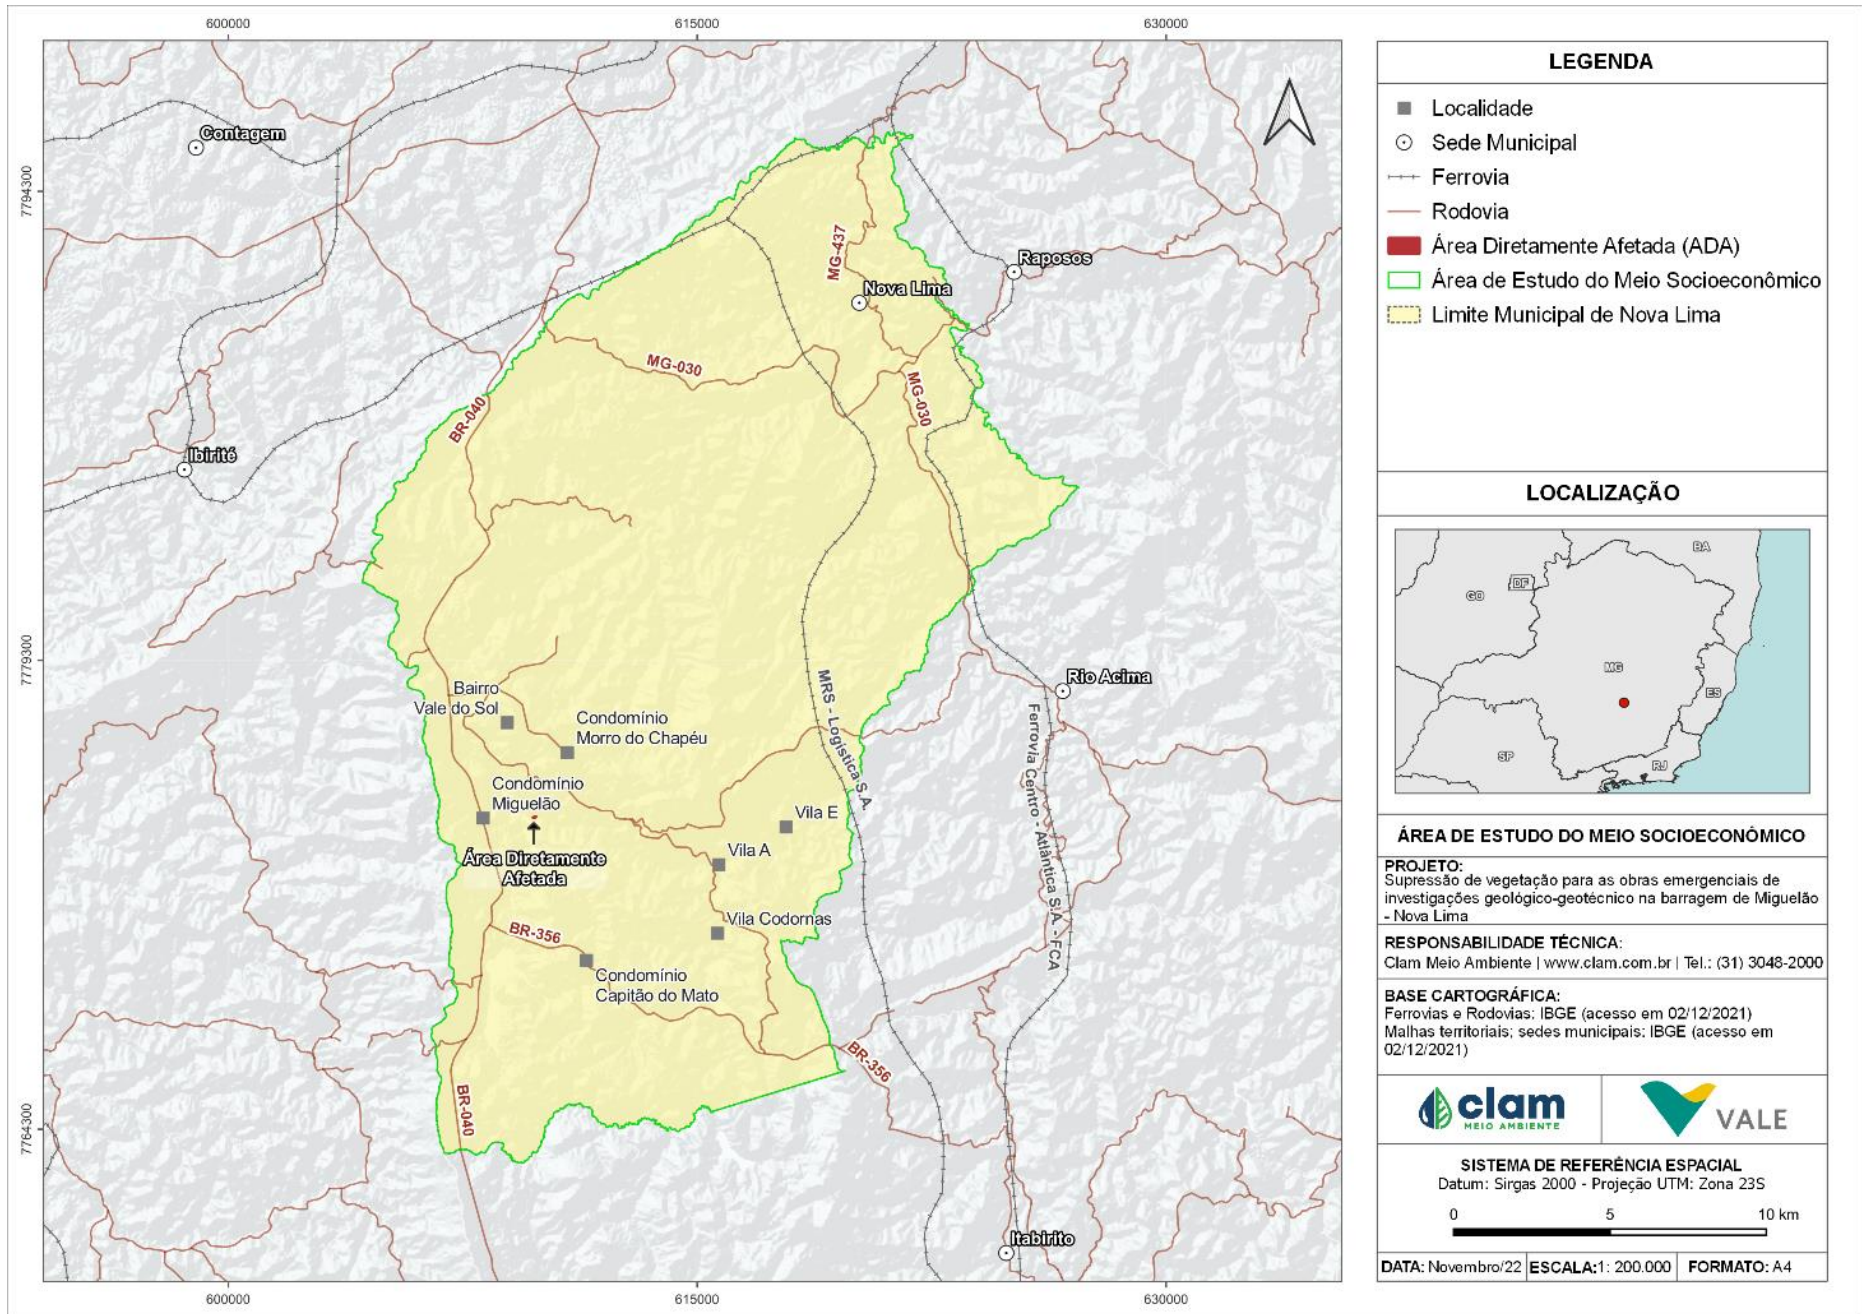 600000
615000
630000
7794300
7779300
7764300
Contagem
Ibirité
Raposos
Nova Lima
MG-437
MG-030
MG-030
BR-040
Bairro
Vale do Sol
Condomínio
Morro do Chapéu
Condomínio
Miguelão
Área Diretamente
Afetada
Vila E
Vila A
Vila Codornas
Condomínio
Capitão do Mato
BR-356
BR-356
BR-040
MRS - Logística S.A.
Ferrovia Centro - Atlântica S.A. - FCA
Rio Acima
Itabirito
600000
615000
630000
LEGENDA
Localidade
Sede Municipal
Ferrovia
Rodovia
Área Diretamente Afetada (ADA)
Área de Estudo do Meio Socioeconômico
Limite Municipal de Nova Lima
LOCALIZAÇÃO
BA
DF
GO
MG
ES
SP
RJ
ÁREA DE ESTUDO DO MEIO SOCIOECONÔMICO
PROJETO:
Supressão de vegetação para as obras emergenciais de
investigações geológico-geotécnico na barragem de Miguelão
- Nova Lima
RESPONSABILIDADE TÉCNICA:
Clam Meio Ambiente | www.clam.com.br | Tel.: (31) 3048-2000
BASE CARTOGRÁFICA:
Ferrovias e Rodovias: IBGE (acesso em 02/12/2021)
Malhas territoriais; sedes municipais: IBGE (acesso em
02/12/2021)
clam
MEIO AMBIENTE
VALE
SISTEMA DE REFERÊNCIA ESPACIAL
Datum: Sirgas 2000 - Projeção UTM: Zona 23S
0 5 10 km
DATA: Novembro/22 ESCALA:1: 200.000 FORMATO: A4